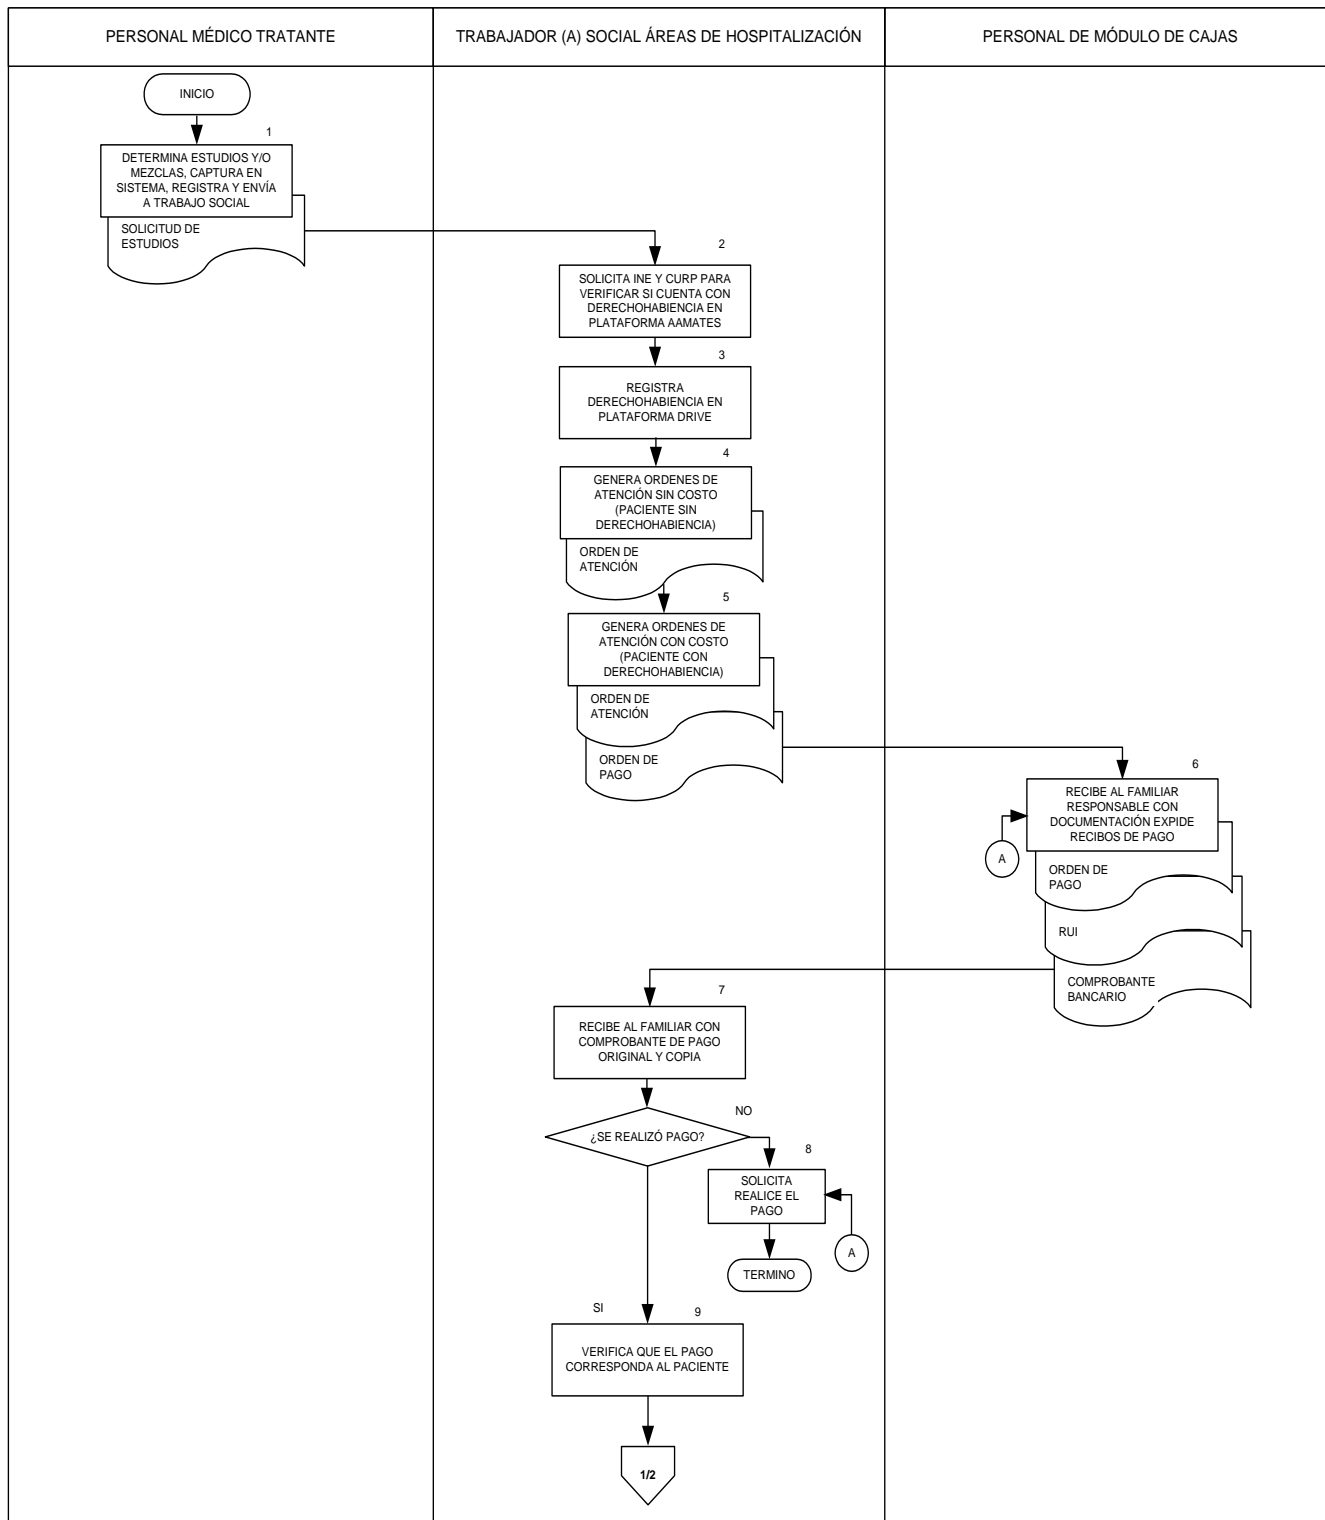 PERSONAL MÉDICO TRATANTE
TRABAJADOR (A) SOCIAL ÁREAS DE HOSPITALIZACIÓN
PERSONAL DE MÓDULO DE CAJAS
INICIO
1
DETERMINA ESTUDIOS Y/O
MEZCLAS, CAPTURA EN
SISTEMA, REGISTRA Y ENVÍA
A TRABAJO SOCIAL
SOLICITUD DE
ESTUDIOS
2
SOLICITA INE Y CURP PARA
VERIFICAR SI CUENTA CON
DERECHOHABIENCIA EN
PLATAFORMA AAMATES
3
REGISTRA
DERECHOHABIENCIA EN
PLATAFORMA DRIVE
4
GENERA ORDENES DE
ATENCIÓN SIN COSTO
(PACIENTE SIN
DERECHOHABIENCIA)
ORDEN DE
ATENCIÓN
5
GENERA ORDENES DE
ATENCIÓN CON COSTO
(PACIENTE CON
DERECHOHABIENCIA)
ORDEN DE
ATENCIÓN
ORDEN DE
PAGO
6
RECIBE AL FAMILIAR
RESPONSABLE CON
DOCUMENTACIÓN EXPIDE
RECIBOS DE PAGO
A
ORDEN DE
PAGO
RUI
COMPROBANTE
BANCARIO
7
RECIBE AL FAMILIAR CON
COMPROBANTE DE PAGO
ORIGINAL Y COPIA
¿SE REALIZÓ PAGO?
NO
8
SOLICITA
REALICE EL
PAGO
A
TERMINO
SI
9
VERIFICA QUE EL PAGO
CORRESPONDA AL PACIENTE
1/2